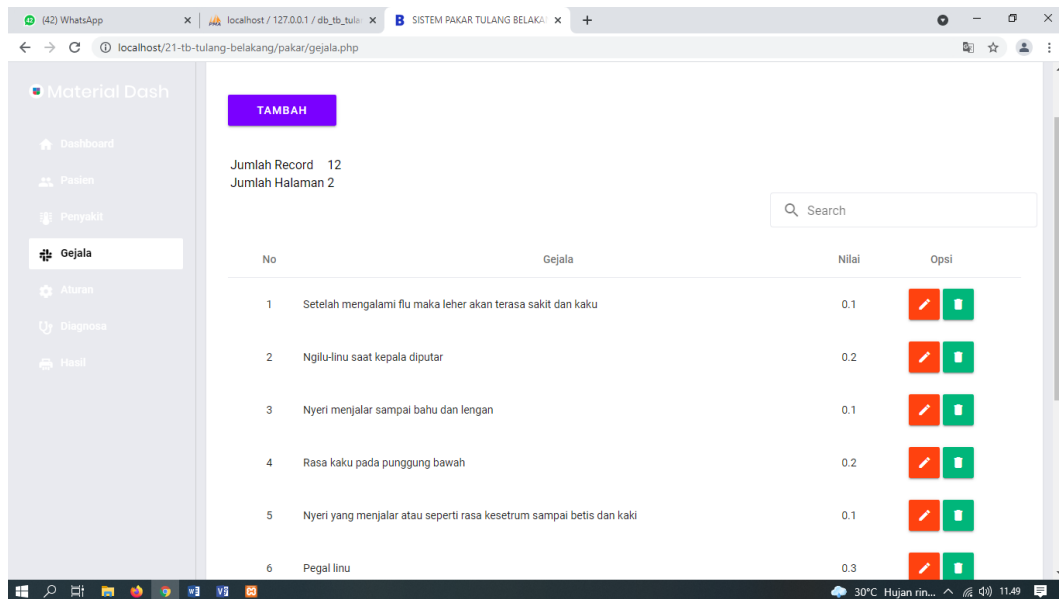 (42) WhatsApp
localhost / 127.0.0.1 / db_tb_tula
SISTEM PAKAR TULANG BELAKA
localhost/21-tb-tulang-belakang/pakar/gejala.php
Material Dash
Dashboard
Pasien
Penyakit
Gejala
Aturan
Diagnosa
Hasil
TAMBAH
Jumlah Record 12
Jumlah Halaman 2
Search
No Gejala Nilai Opsi
1 Setelah mengalami flu maka leher akan terasa sakit dan kaku 0.1
2 Ngilu-linu saat kepala diputar 0.2
3 Nyeri menjalar sampai bahu dan lengan 0.1
4 Rasa kaku pada punggung bawah 0.2
5 Nyeri yang menjalar atau seperti rasa kesetrum sampai betis dan kaki 0.1
6 Pegal linu 0.3
30°C Hujan rin... 11.49